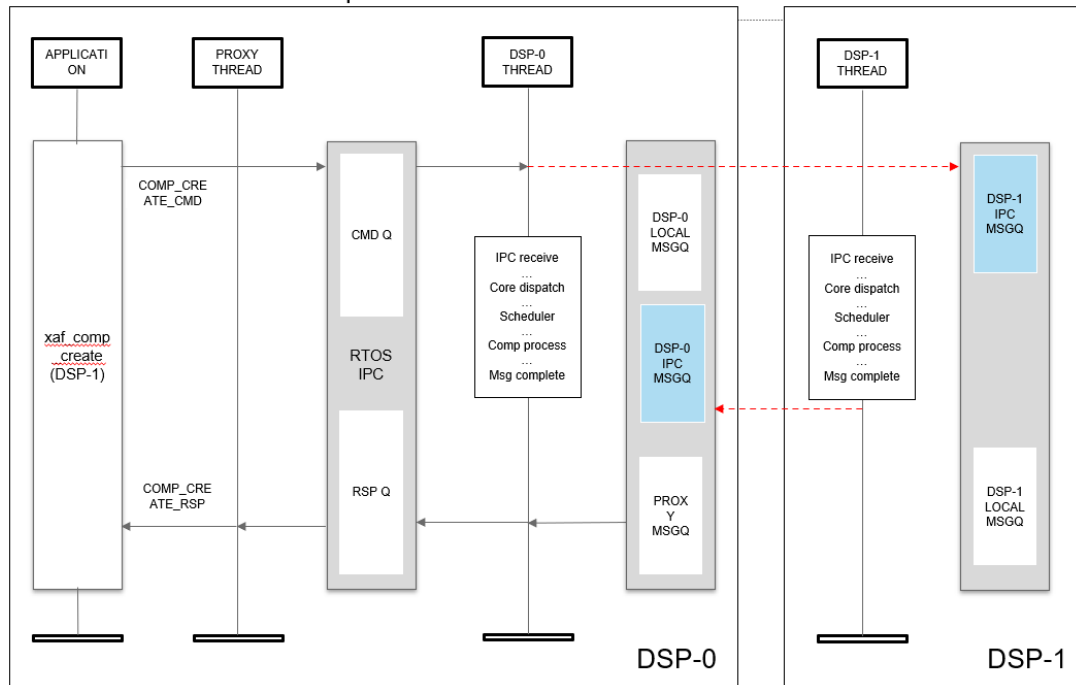 APPLICATI
ON
PROXY
THREAD
DSP-0
THREAD
DSP-1
THREAD
COMP_CRE
ATE_CMD
CMD Q
DSP-0
LOCAL
MSGQ
DSP-1
IPC
MSGQ
IPC receive
...
Core dispatch
...
Scheduler
...
Comp process
...
Msg complete
IPC receive
...
Core dispatch
...
Scheduler
...
Comp process
...
Msg complete
xaf_comp
_create
(DSP-1)
RTOS
IPC
DSP-0
IPC
MSGQ
COMP_CRE
ATE_RSP
RSP Q
PROX
Y
MSGQ
DSP-1
LOCAL
MSGQ
DSP-0
DSP-1